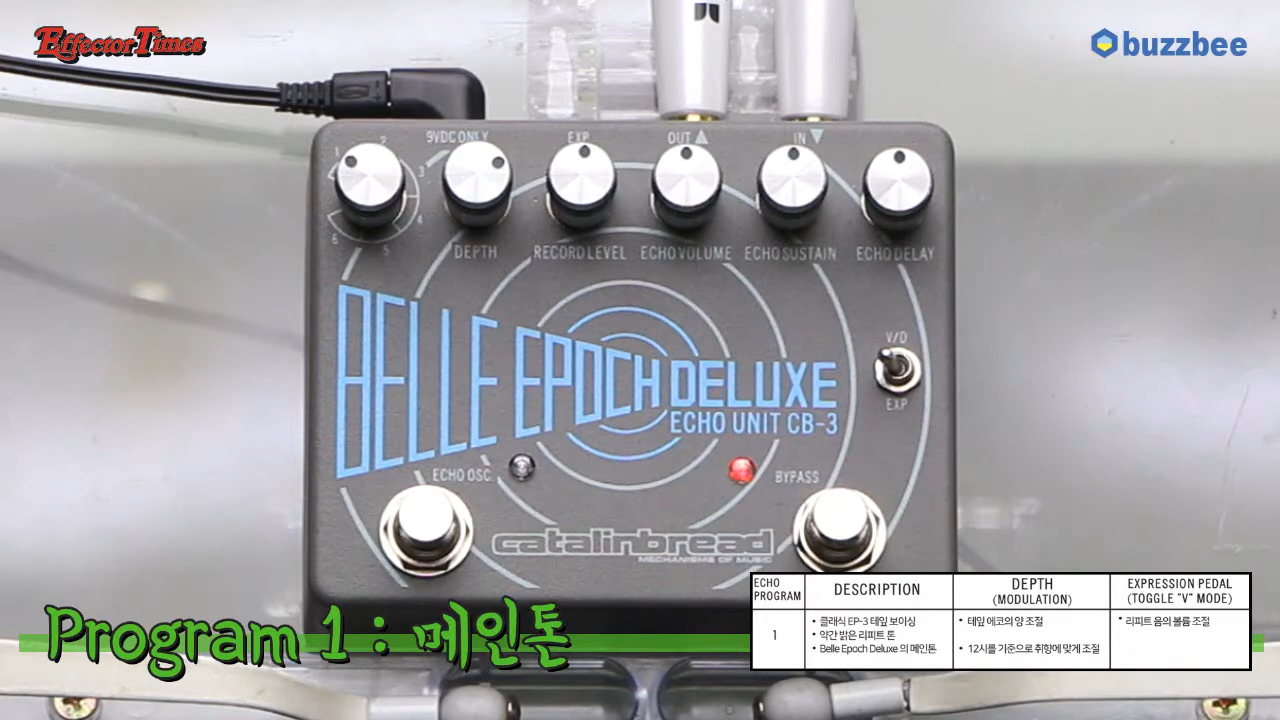 Effector Times
buzzbee
9VDC ONLY
EXP
OUT
IN
1
2
3
4
5
6
DEPTH
RECORD LEVEL
ECHO VOLUME
ECHO SUSTAIN
ECHO DELAY
V/D
EXP
BELLE EPOCH DELUXE
ECHO UNIT CB-3
ECHO OSC.
BYPASS
catalinbread
MECHANISMS OF MUSIC
Program 1 : 메인톤
ECHO PROGRAM
DESCRIPTION
DEPTH (MODULATION)
EXPRESSION PEDAL (TOGGLE "V" MODE)
1
• 클래식 EP-3 테잎 보이싱
• 약간 밝은 리피트 톤
• Belle Epoch Deluxe 의 메인톤
• 테잎 에코의 양 조절
• 12시를 기준으로 취향에 맞게 조절
• 리피트 음의 볼륨 조절